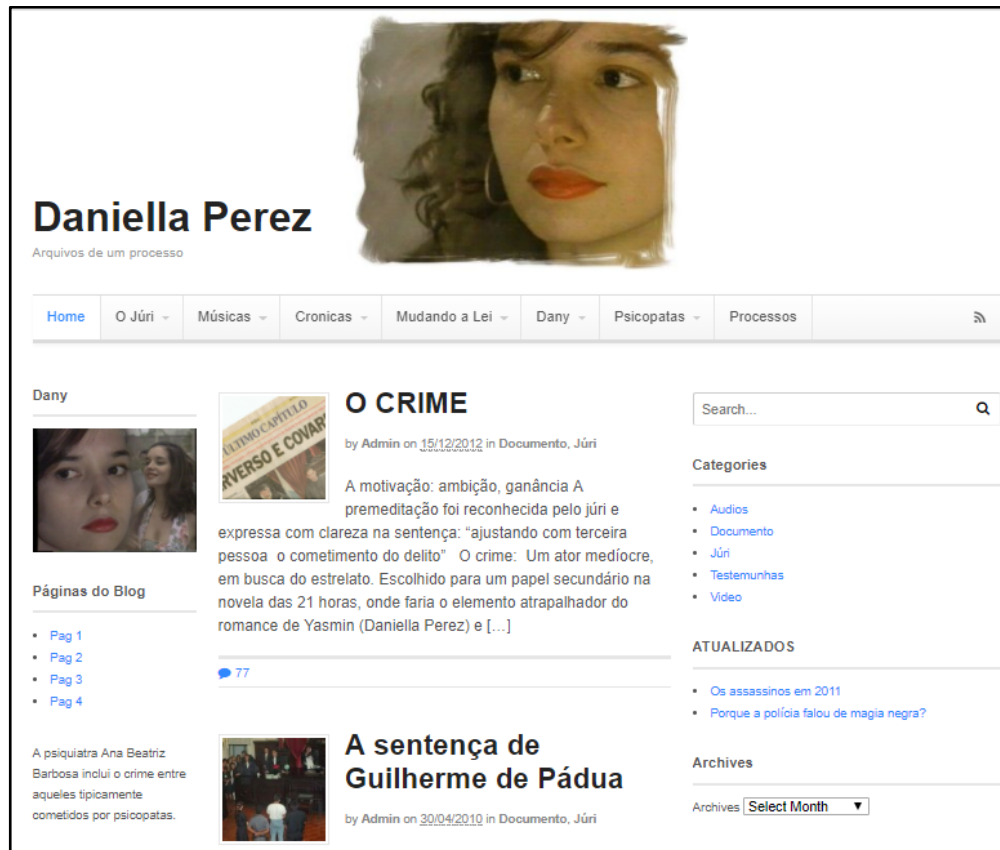 Daniella Perez
Arquivos de um processo
Home
O Júri
Músicas
Cronicas
Mudando a Lei
Dany
Psicopatas
Processos
Dany
Páginas do Blog
Pag 1
Pag 2
Pag 3
Pag 4
A psiquiatra Ana Beatriz
Barbosa inclui o crime entre
aqueles tipicamente
cometidos por psicopatas.
ÚLTIMO CAPÍTULO
RVERSO E COVAR
O CRIME
by Admin on 15/12/2012 in Documento, Júri
A motivação: ambição, ganância A
premeditação foi reconhecida pelo júri e
expressa com clareza na sentença: “ajustando com terceira
pessoa o cometimento do delito” O crime: Um ator medíocre,
em busca do estrelato. Escolhido para um papel secundário na
novela das 21 horas, onde faria o elemento atrapalhador do
romance de Yasmin (Daniella Perez) e […]
77
A sentença de
Guilherme de Pádua
by Admin on 30/04/2010 in Documento, Júri
Search...
Categories
Audios
Documento
Júri
Testemunhas
Video
ATUALIZADOS
Os assassinos em 2011
Porque a polícia falou de magia negra?
Archives
Archives Select Month